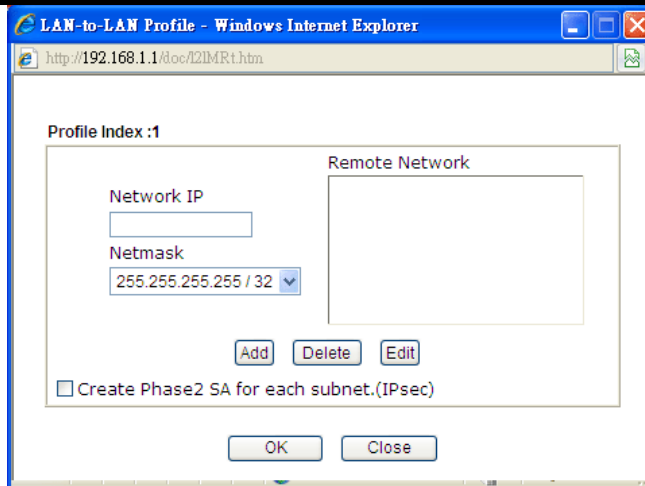 LAN-to-LAN Profile - Windows Internet Explorer
http://192.168.1.1/doc/l2lMRt.htm
Profile Index :1
Remote Network
Network IP
Netmask
255.255.255.255 / 32
Add Delete Edit
Create Phase2 SA for each subnet.(IPsec)
OK Close